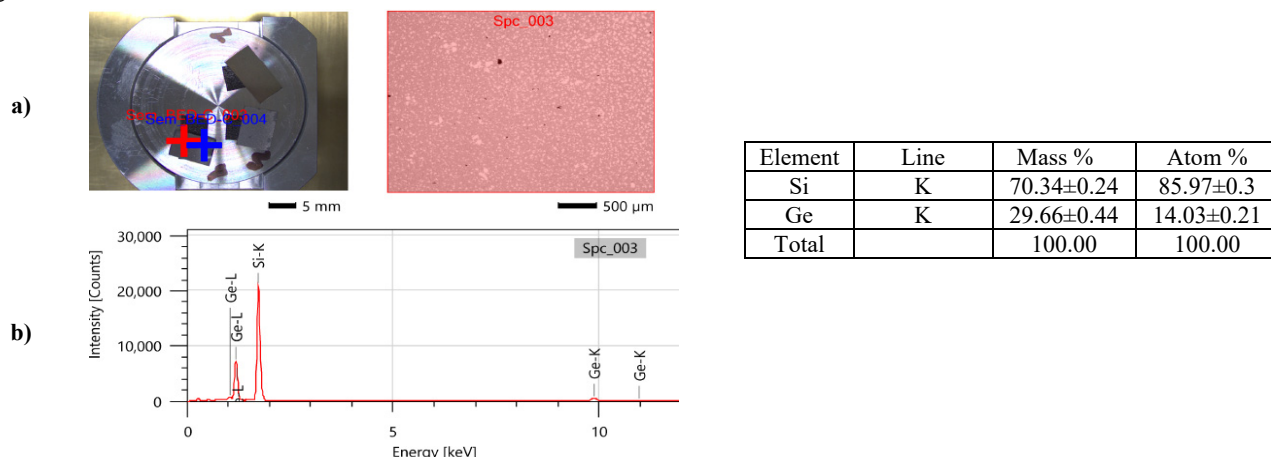 a)
Spc_003
Sem_BED-C_004
5 mm
500 µm
Element Line Mass % Atom %
Si K 70.34±0.24 85.97±0.3
Ge K 29.66±0.44 14.03±0.21
Total 100.00 100.00
b)
Intensity [Counts]
30,000
20,000
10,000
0
Ge-L
Ge-L
L
Si-K
Spc_003
Ge-K
Ge-K
0
5
10
Energy [keV]